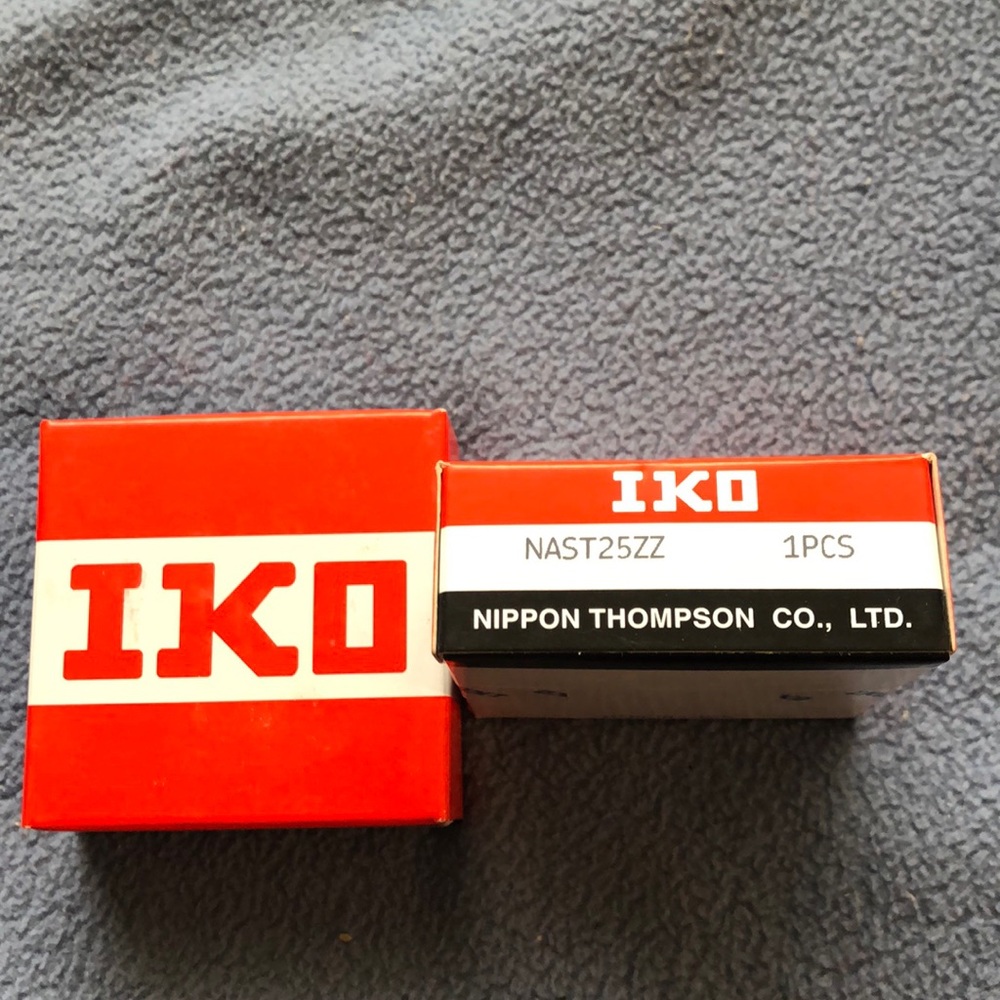 IKO
IKO
NAST25ZZ 1PCS
NIPPON THOMPSON CO., LTD.